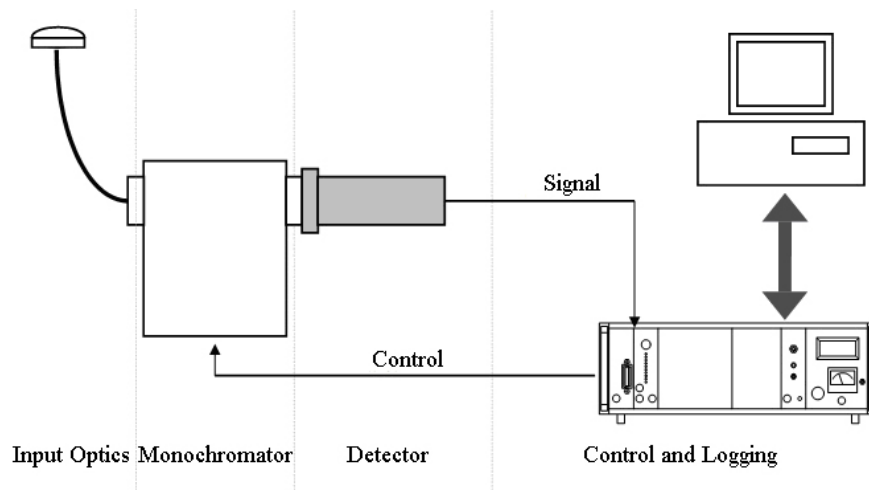 Signal
Control
Input Optics
Monochromator
Detector
Control and Logging